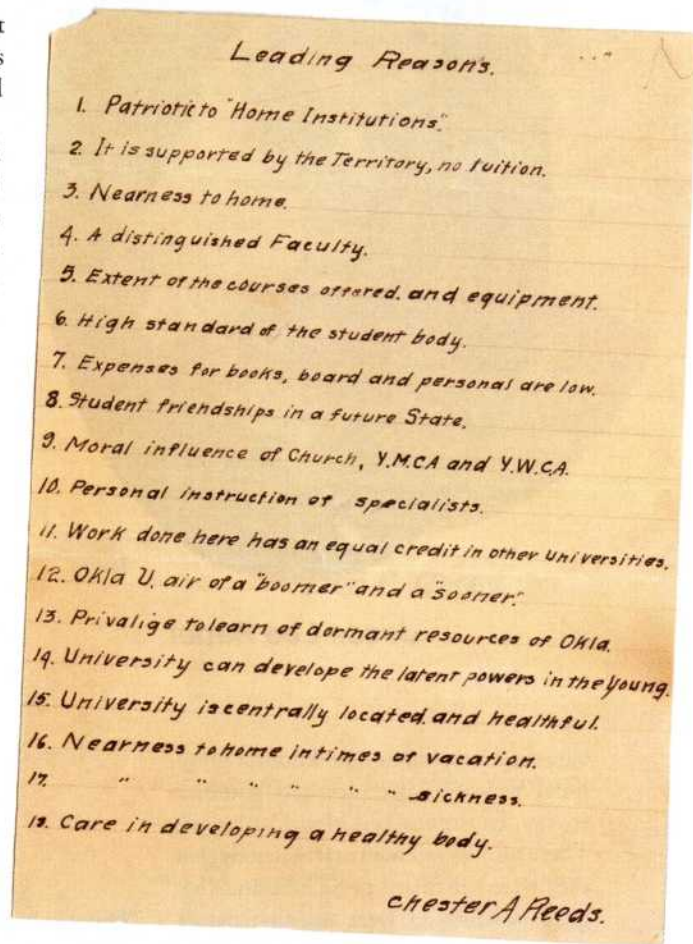 t
s
l
Leading Reasons.
1. Patriotic to "Home Institutions."
2. It is supported by the Territory, no tuition.
3. Nearness to home.
4. A distinguished Faculty.
5. Extent of the courses offered, and equipment.
6. High standard of the student body.
7. Expenses for books, board and personal are low.
8. Student friendships in a future State.
9. Moral influence of Church, Y.M.C.A and Y.W.C.A.
10. Personal instruction of specialists.
11. Work done here has an equal credit in other universities.
12. Okla U. air of a "boomer" and a "sooner".
13. Privalige to learn of dormant resources of Okla.
14. University can develope the latent powers in the Young.
15. University is centrally located and healthful.
16. Nearness to home in times of vacation.
17. " " " " " " sickness.
18. Care in developing a healthy body.
Chester A Reeds.